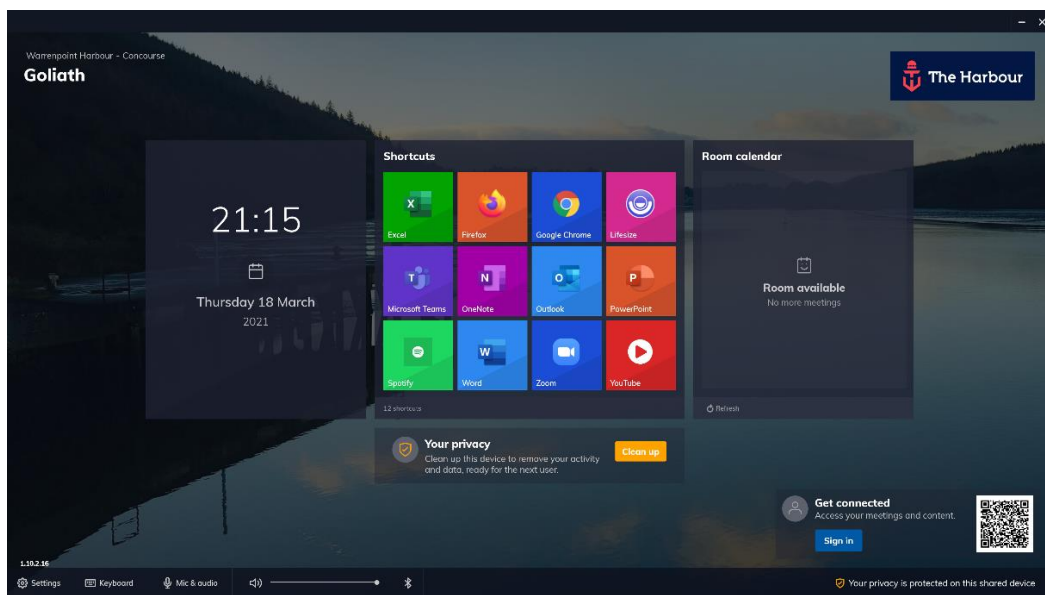 Warrenpoint Harbour - Concourse
Goliath
The Harbour
21:15
Thursday 18 March
2021
Shortcuts
Excel
Firefox
Google Chrome
Lifesize
Microsoft Teams
OneNote
Outlook
PowerPoint
Spotify
Word
Zoom
YouTube
12 shortcuts
Room calendar
Room available
No more meetings
Refresh
Your privacy
Clean up this device to remove your activity
and data, ready for the next user.
Clean up
Get connected
Access your meetings and content.
Sign in
1.10.2.16
Settings
Keyboard
Mic & audio
Your privacy is protected on this shared device